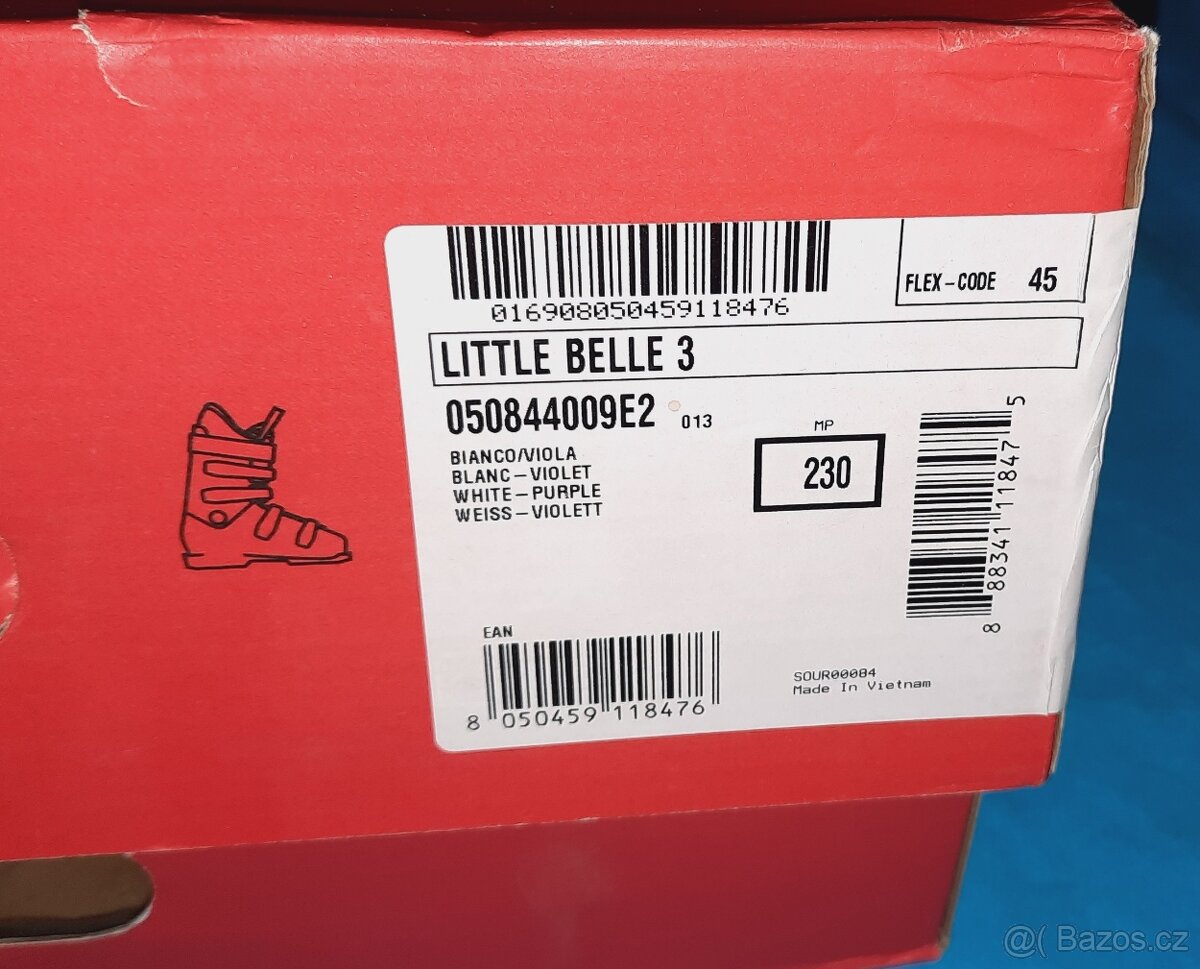 016908050459118476
FLEX-CODE 45
LITTLE BELLE 3
050844009E2 013
BIANCO/VIOLA
BLANC-VIOLET
WHITE-PURPLE
WEISS-VIOLETT
MP
230
8 88341 11847 5
EAN
8 050459 118476
SOUR00084
Made In Vietnam
@( Bazos.cz